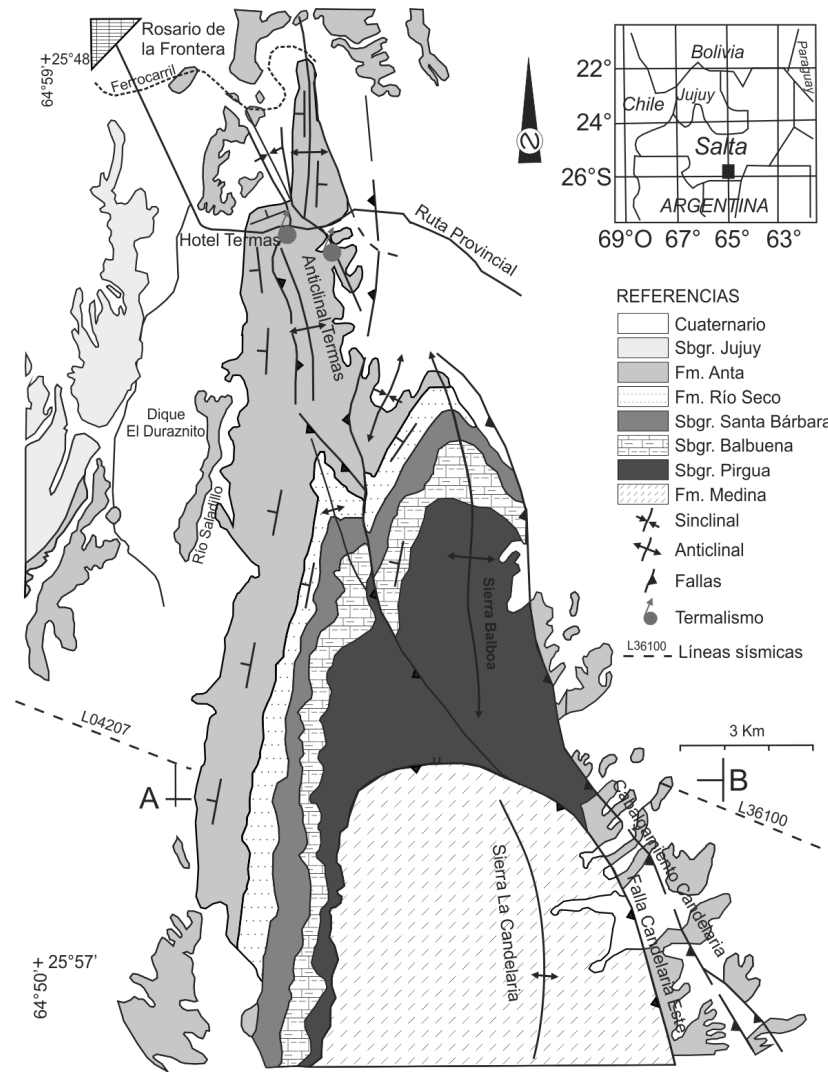 Rosario de
la Frontera
64°59' + 25°48'
Ferrocarril
Hotel Termas
Ruta Provincial
Anticlinal Termas
Dique
El Duraznito
Río Saladillo
Sierra Balboa
L04207
A
B
3 Km
L36100
Cabalgamiento Candelaria
Falla Candelaria Este
Sierra La Candelaria
64°50' + 25°57'
N
Bolivia
Paraguay
22°
Chile
Jujuy
24°
Salta
26°S
ARGENTINA
69°O 67° 65° 63°
REFERENCIAS
Cuaternario
Sbgr. Jujuy
Fm. Anta
Fm. Río Seco
Sbgr. Santa Bárbara
Sbgr. Balbuena
Sbgr. Pirgua
Fm. Medina
Sinclinal
Anticlinal
Fallas
Termalismo
L36100 Líneas sísmicas